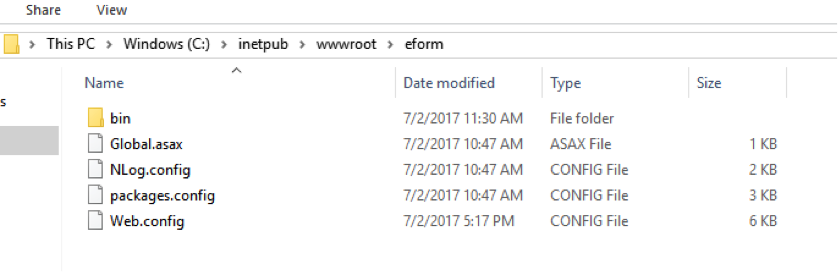 Share View
This PC > Windows (C:) > inetpub > wwwroot > eform
Name Date modified Type Size
s
bin 7/2/2017 11:30 AM File folder
Global.asax 7/2/2017 10:47 AM ASAX File 1 KB
NLog.config 7/2/2017 10:47 AM CONFIG File 2 KB
packages.config 7/2/2017 10:47 AM CONFIG File 3 KB
Web.config 7/2/2017 5:17 PM CONFIG File 6 KB